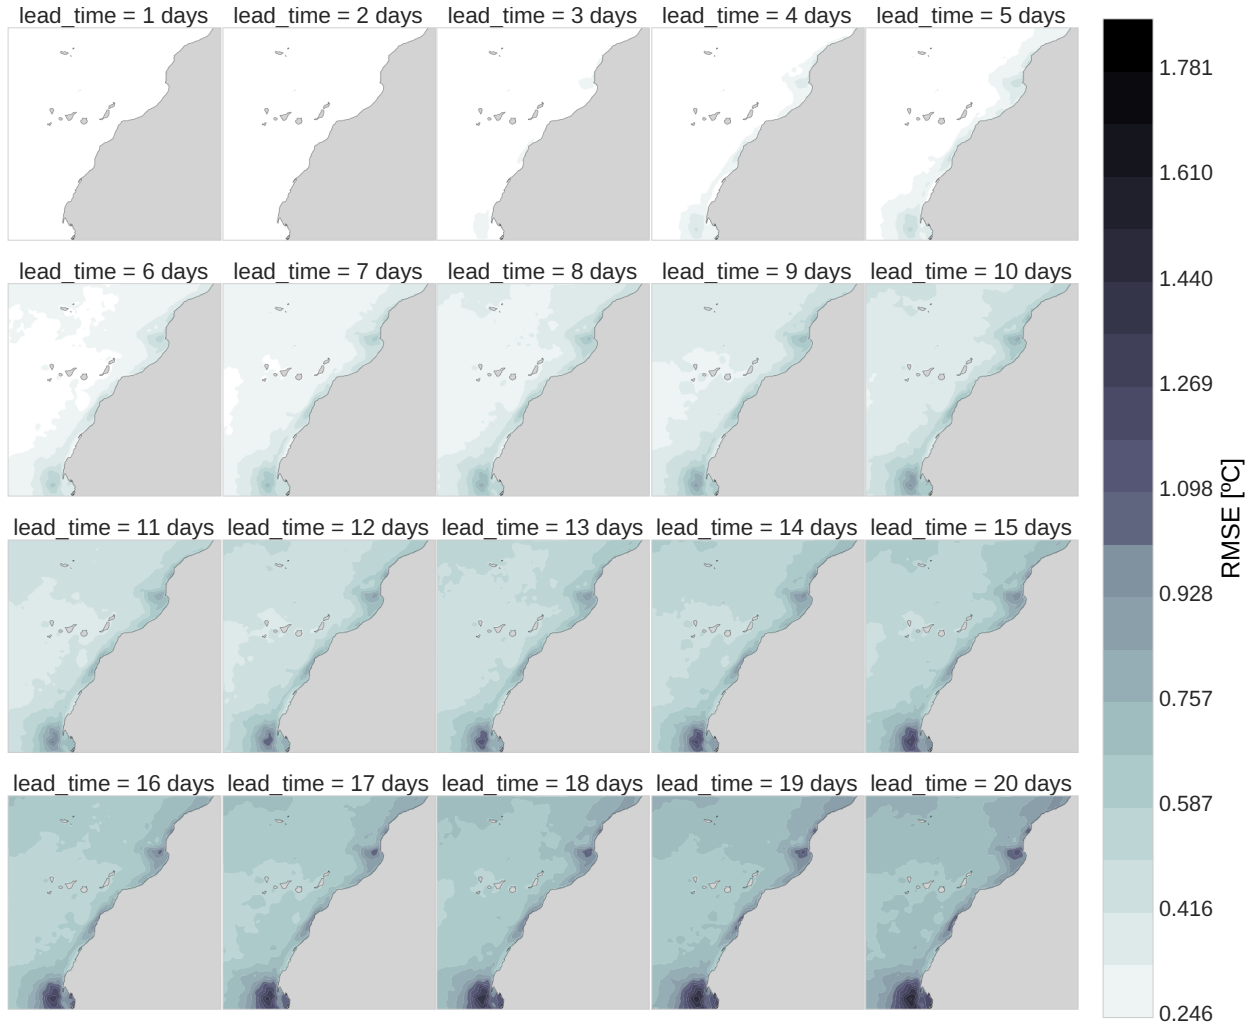 lead_time = 1 days
lead_time = 2 days
lead_time = 3 days
lead_time = 4 days
lead_time = 5 days
lead_time = 6 days
lead_time = 7 days
lead_time = 8 days
lead_time = 9 days
lead_time = 10 days
lead_time = 11 days
lead_time = 12 days
lead_time = 13 days
lead_time = 14 days
lead_time = 15 days
lead_time = 16 days
lead_time = 17 days
lead_time = 18 days
lead_time = 19 days
lead_time = 20 days
1.781
1.610
1.440
1.269
1.098
0.928
0.757
0.587
0.416
0.246
RMSE [ºC]